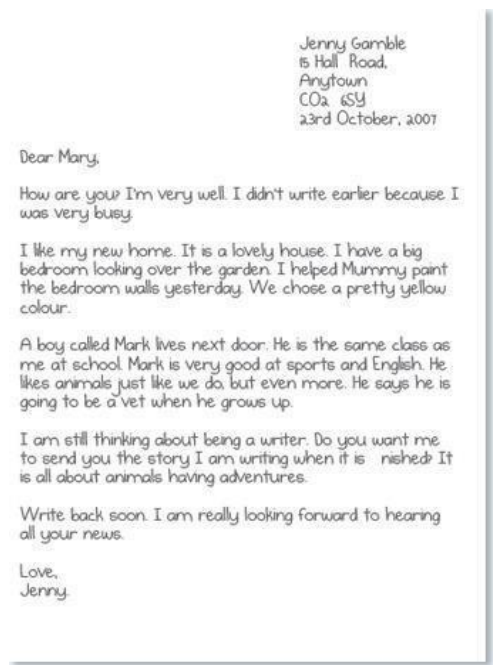 Jenny Gamble
15 Hall Road,
Anytown
CO2 6SY
23rd October, 2007
Dear Mary,
How are you? I'm very well. I didn't write earlier because I
was very busy.
I like my new home. It is a lovely house. I have a big
bedroom looking over the garden. I helped Mummy paint
the bedroom walls yesterday. We chose a pretty yellow
colour.
A boy called Mark lives next door. He is the same class as
me at school. Mark is very good at sports and English. He
likes animals just like we do, but even more. He says he is
going to be a vet when he grows up.
I am still thinking about being a writer. Do you want me
to send you the story I am writing when it is nished? It
is all about animals having adventures.
Write back soon. I am really looking forward to hearing
all your news.
Love,
Jenny.